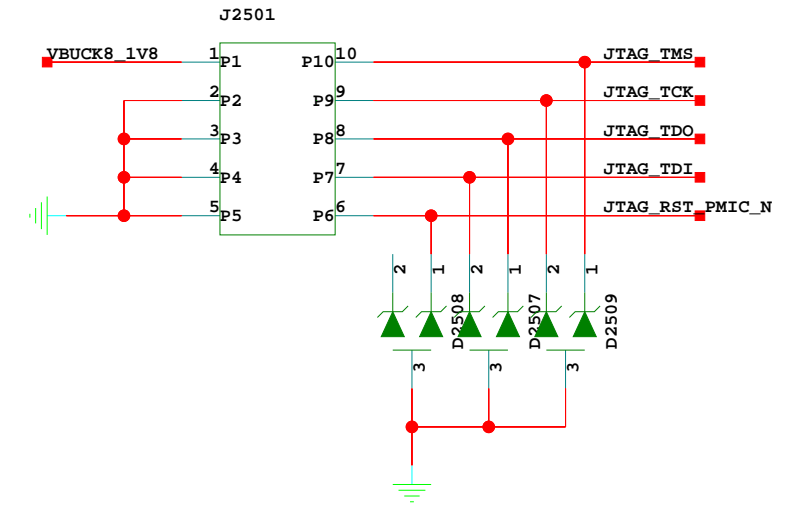 J2501
VBUCK8_1V8 1 P1 P10 10 JTAG_TMS
2 P2 P9 9 JTAG_TCK
3 P3 P8 8 JTAG_TDO
4 P4 P7 7 JTAG_TDI
5 P5 P6 6 JTAG_RST_PMIC_N
2 1 2 1 2 1
D2508 D2507 D2509
3 3 3